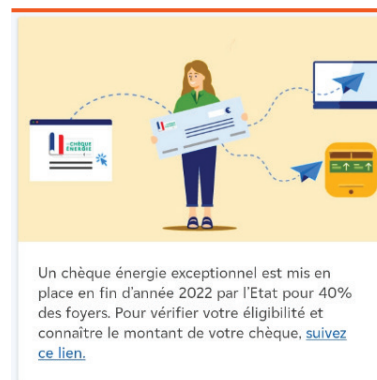 CHÈQUE
ÉNERGIE
Un chèque énergie exceptionnel est mis en
place en fin d'année 2022 par l'Etat pour 40%
des foyers. Pour vérifier votre éligibilité et
connaître le montant de votre chèque, suivez
ce lien.